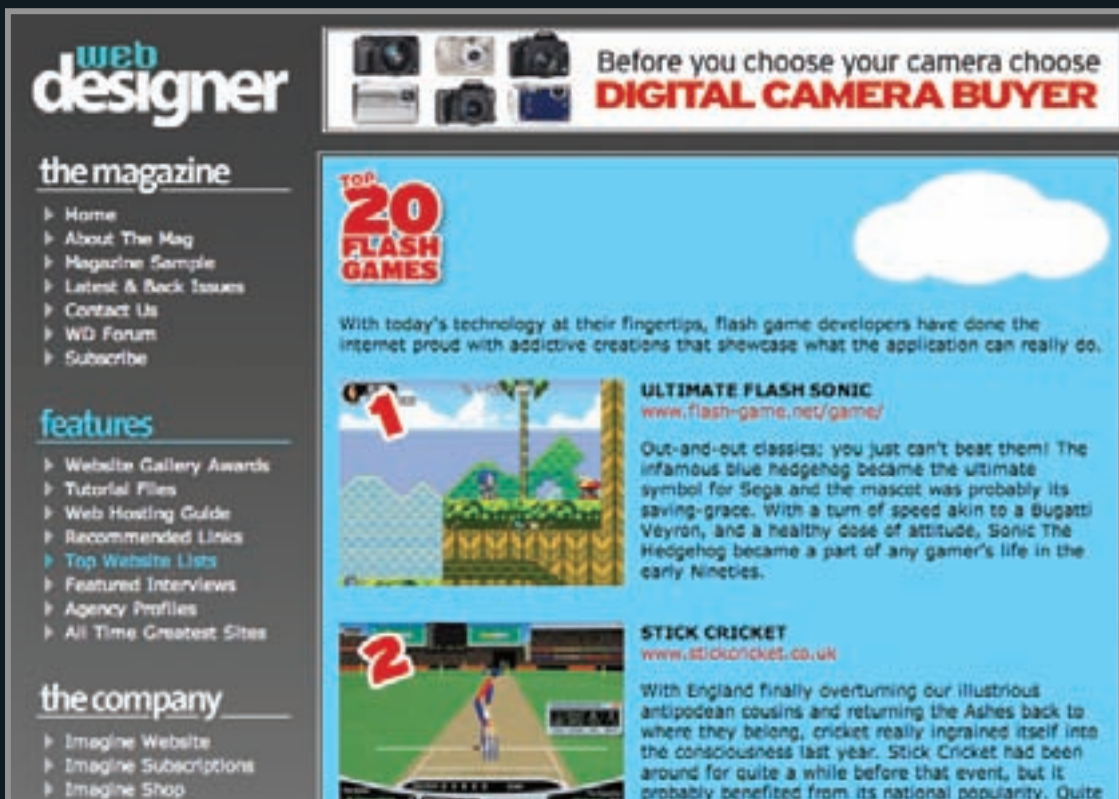 web
designer
Before you choose your camera choose
DIGITAL CAMERA BUYER
the magazine
Home
About The Mag
Magazine Sample
Latest & Back Issues
Contact Us
WD Forum
Subscribe
features
Website Gallery Awards
Tutorial Files
Web Hosting Guide
Recommended Links
Top Website Lists
Featured Interviews
Agency Profiles
All Time Greatest Sites
the company
Imagine Website
Imagine Subscriptions
Imagine Shop
TOP
20
FLASH
GAMES
With today's technology at their fingertips, flash game developers have done the
internet proud with addictive creations that showcase what the application can really do.
1
ULTIMATE FLASH SONIC
www.flash-game.net/game/
Out-and-out classics; you just can't beat them! The
infamous blue hedgehog became the ultimate
symbol for Sega and the mascot was probably its
saving-grace. With a turn of speed akin to a Bugatti
Veyron, and a healthy dose of attitude, Sonic The
Hedgehog became a part of any gamer's life in the
early Nineties.
2
STICK CRICKET
www.stickcricket.co.uk
With England finally overturning our illustrious
antipodean cousins and returning the Ashes back to
where they belong, cricket really ingrained itself into
the consciousness last year. Stick Cricket had been
around for quite a while before that event, but it
probably benefited from its national popularity. Quite